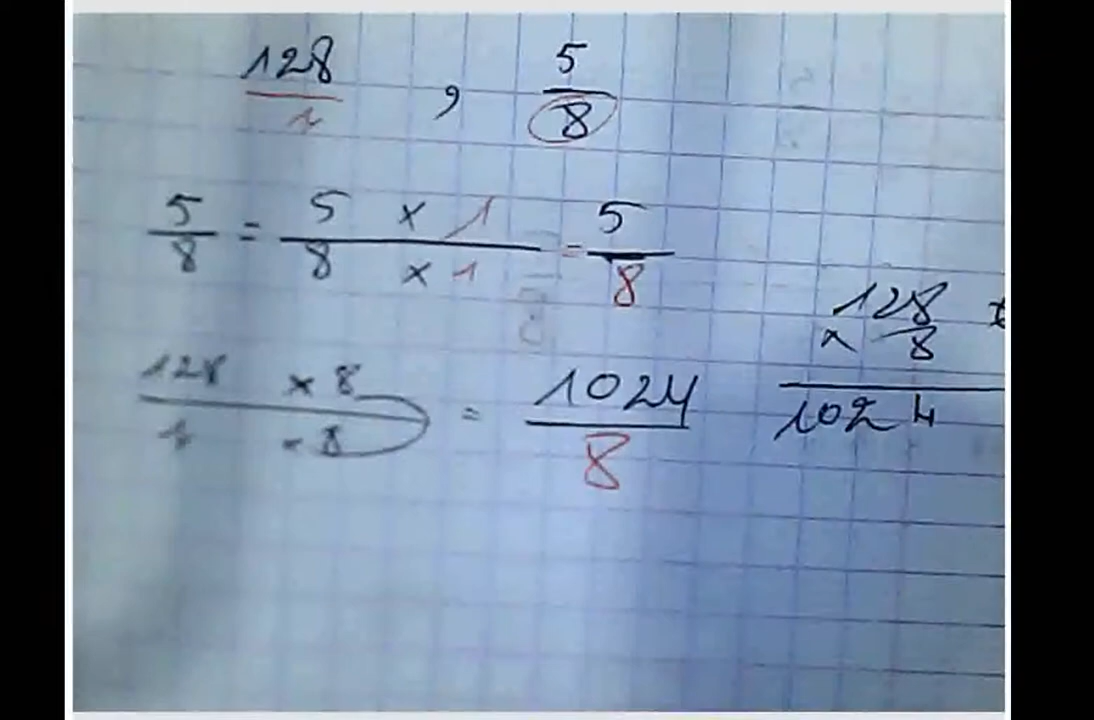 128/1 , 5/8
5/8 = 5 x 1 / 8 x 1 = 5/8
128 x 8 / 1 x 8 = 1024/8
128
x 8
1024